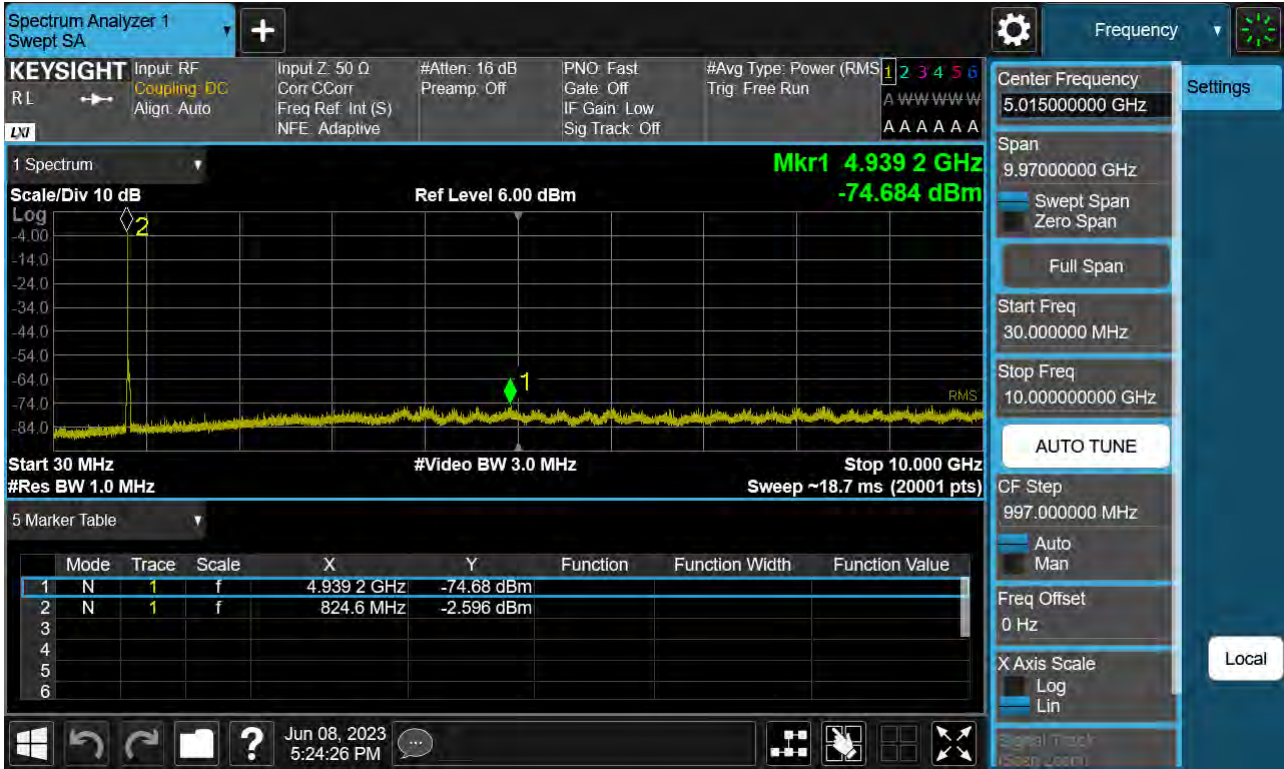 Spectrum Analyzer 1
Swept SA
+
Frequency
KEYSIGHT
RL
LXI
Input: RF
Coupling: DC
Align: Auto
Input Z: 50 Ω
Corr CCorr
Freq Ref: Int (S)
NFE: Adaptive
#Atten: 16 dB
Preamp: Off
PNO: Fast
Gate: Off
IF Gain: Low
Sig Track: Off
#Avg Type: Power (RMS
Trig: Free Run
1 2 3 4 5 6
A W W W W W
A A A A A A
1 Spectrum
Mkr1 4.939 2 GHz
-74.684 dBm
Scale/Div 10 dB
Ref Level 6.00 dBm
Log
-4.00
-14.0
-24.0
-34.0
-44.0
-54.0
-64.0
-74.0
-84.0
2
1
RMS
Start 30 MHz
#Video BW 3.0 MHz
Stop 10.000 GHz
#Res BW 1.0 MHz
Sweep ~18.7 ms (20001 pts)
5 Marker Table
Mode Trace Scale X Y Function Function Width Function Value
1 N 1 f 4.939 2 GHz -74.68 dBm
2 N 1 f 824.6 MHz -2.596 dBm
3
4
5
6
Center Frequency
5.015000000 GHz
Settings
Span
9.97000000 GHz
Swept Span
Zero Span
Full Span
Start Freq
30.000000 MHz
Stop Freq
10.000000000 GHz
AUTO TUNE
CF Step
997.000000 MHz
Auto
Man
Freq Offset
0 Hz
X Axis Scale
Log
Lin
Signal Track
(Span Zoom)
Local
?
Jun 08, 2023
5:24:26 PM